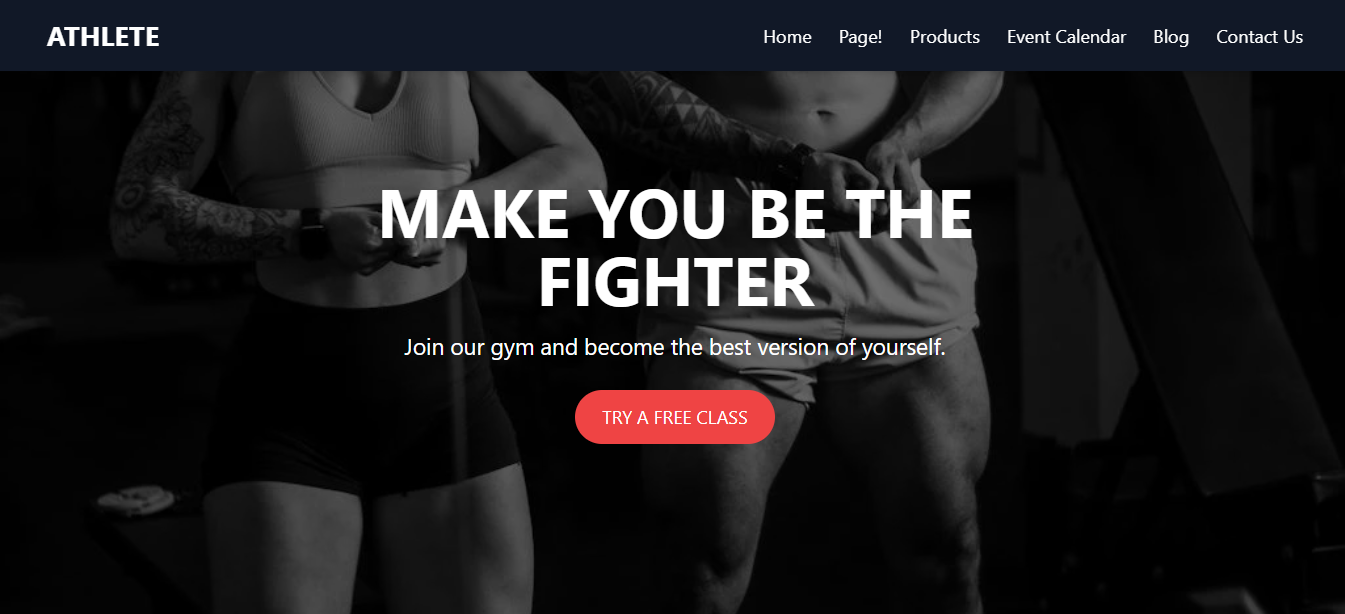 ATHLETE
Home Page! Products Event Calendar Blog Contact Us
MAKE YOU BE THE
FIGHTER
Join our gym and become the best version of yourself.
TRY A FREE CLASS